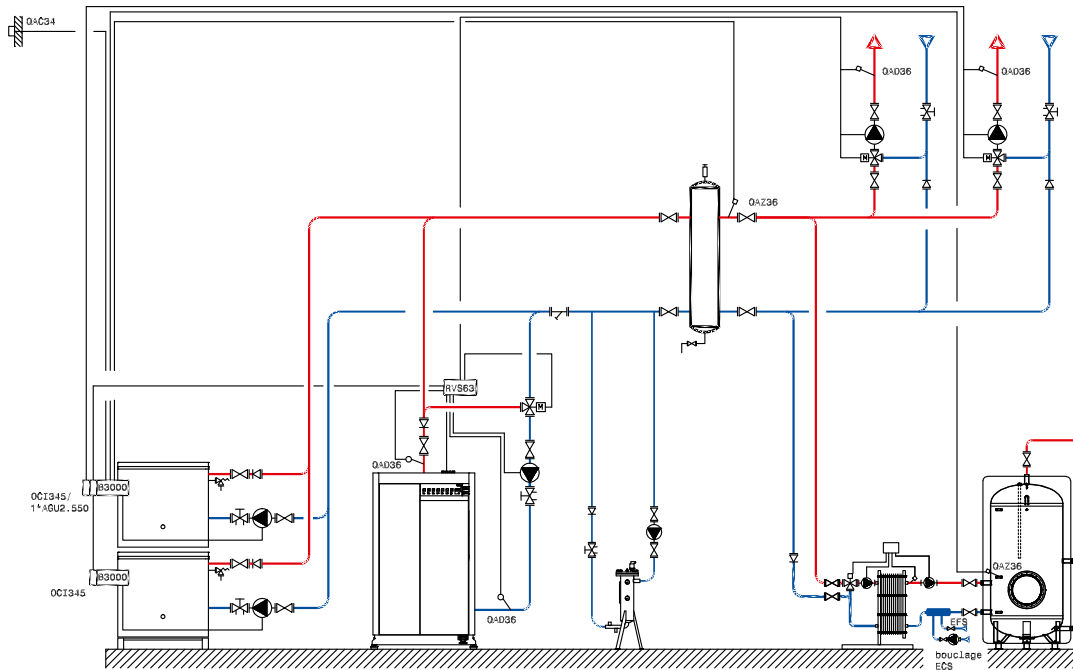 QAC34
QAD36
QAD36
M
M
QAZ36
RVS63
M
QAD36
B3000
OCI345/
1*AGU2.550
B3000
OCI345
QAD36
QAZ36
EFS
bouclage
ECS